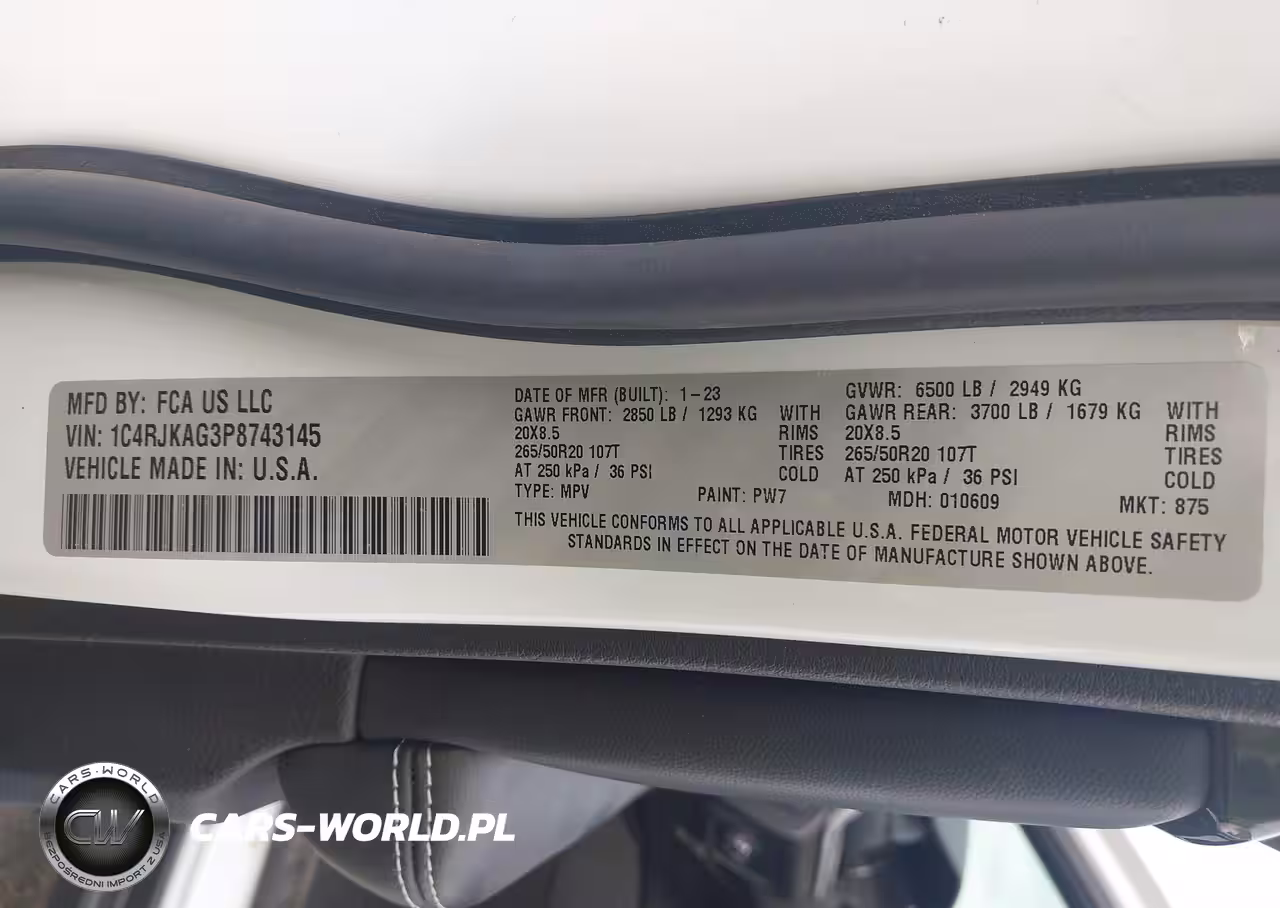 MFD BY: FCA US LLC
VIN: 1C4RJKAG3P8743145
VEHICLE MADE IN: U.S.A.
DATE OF MFR (BUILT): 1-23
GVWR: 6500 LB / 2949 KG
GAWR FRONT: 2850 LB / 1293 KG WITH
20X8.5 RIMS
265/50R20 107T TIRES
AT 250 kPa / 36 PSI COLD
GAWR REAR: 3700 LB / 1679 KG WITH
20X8.5 RIMS
265/50R20 107T TIRES
AT 250 kPa / 36 PSI COLD
TYPE: MPV PAINT: PW7 MDH: 010609 MKT: 875
THIS VEHICLE CONFORMS TO ALL APPLICABLE U.S.A. FEDERAL MOTOR VEHICLE SAFETY
STANDARDS IN EFFECT ON THE DATE OF MANUFACTURE SHOWN ABOVE.
CARS-WORLD
CW
BEZPOŚREDNI IMPORT Z USA
CARS-WORLD.PL